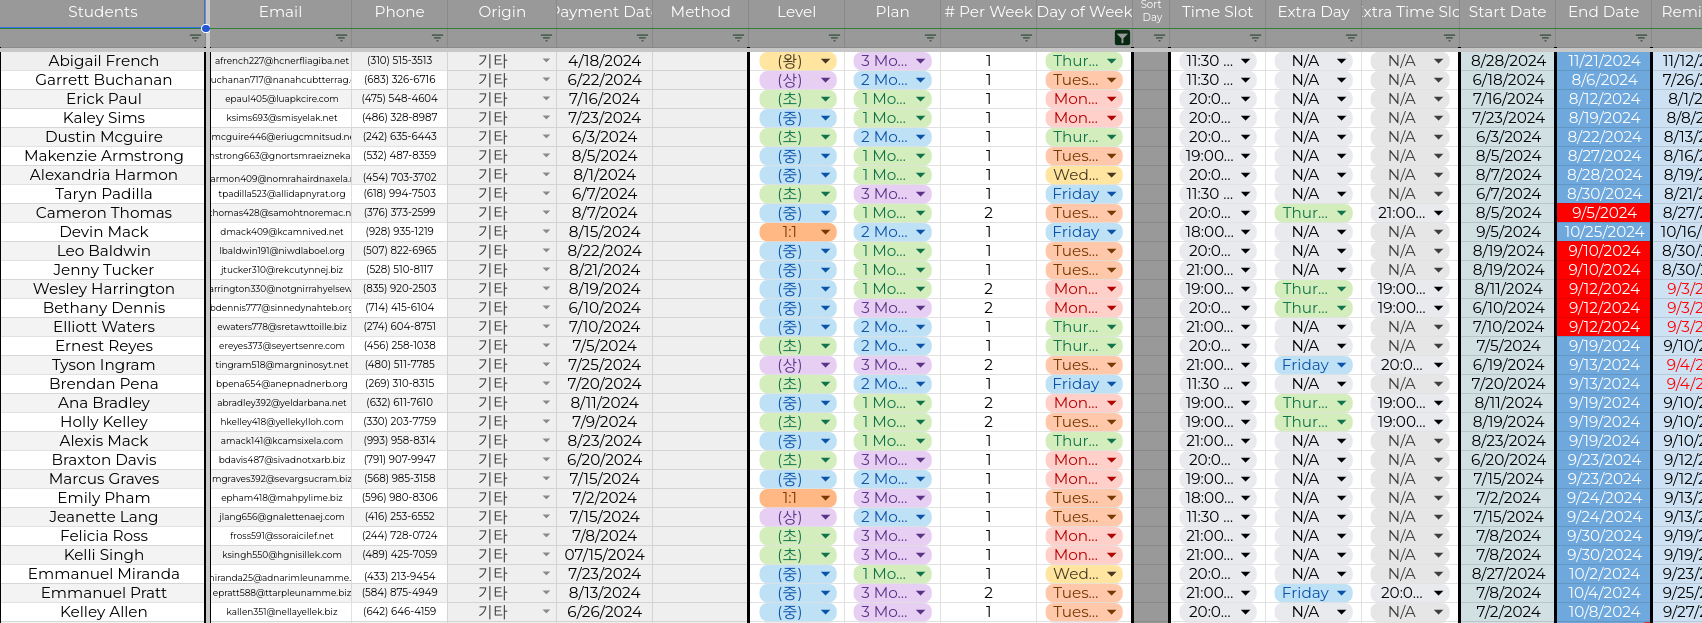 Students Email Phone Origin Payment Date Method Level Plan # Per Week Day of Week Sort Day Time Slot Extra Day xtra Time Slo Start Date End Date Remi
Abigail French afrench227@hcnerfliagiba.net (310) 515-3513 기타 4/18/2024 (왕) 3 Mo... 1 Thur... 11:30 ... N/A N/A 8/28/2024 11/21/2024 11/12/
Garrett Buchanan uchanan717@nanahcubtterrag. (683) 326-6716 기타 6/22/2024 (상) 2 Mo... 1 Tues... 11:30 ... N/A N/A 6/18/2024 8/6/2024 7/26/
Erick Paul epaul405@luapkcire.com (475) 548-4604 기타 7/16/2024 (초) 1 Mo... 1 Mon... 20:0... N/A N/A 7/16/2024 8/12/2024 8/1/2
Kaley Sims ksims693@smisyelak.net (486) 328-8987 기타 7/23/2024 (중) 1 Mo... 1 Mon... 20:0... N/A N/A 7/23/2024 8/19/2024 8/8/2
Dustin Mcguire mcguire446@eriugcmnitsud.n (242) 635-6443 기타 6/3/2024 (초) 2 Mo... 1 Thur... 20:0... N/A N/A 6/3/2024 8/22/2024 8/13/2
Makenzie Armstrong nstrong663@gnortsmraeizneka (532) 487-8359 기타 8/5/2024 (중) 1 Mo... 1 Tues... 19:00... N/A N/A 8/5/2024 8/27/2024 8/16/
Alexandria Harmon armon409@nomrahairdnaxela. (454) 703-3702 기타 8/1/2024 (중) 1 Mo... 1 Wed... 20:0... N/A N/A 8/7/2024 8/28/2024 8/19/
Taryn Padilla tpadilla523@allidapnyrat.org (618) 994-7503 기타 6/7/2024 (초) 3 Mo... 1 Friday 11:30 ... N/A N/A 6/7/2024 8/30/2024 8/21/
Cameron Thomas homas428@samohtnoremac.n (376) 373-2599 기타 8/7/2024 (중) 1 Mo... 2 Tues... 20:0... Thur... 21:00... 8/5/2024 9/5/2024 8/27/
Devin Mack dmack409@kcamnived.net (928) 935-1219 기타 8/15/2024 1:1 2 Mo... 1 Friday 18:00... N/A N/A 9/5/2024 10/25/2024 10/16/
Leo Baldwin lbaldwin191@niwdlaboel.org (507) 822-6965 기타 8/22/2024 (중) 1 Mo... 1 Tues... 20:0... N/A N/A 8/19/2024 9/10/2024 8/30/
Jenny Tucker jtucker310@rekcutynnej.biz (528) 510-8117 기타 8/21/2024 (중) 1 Mo... 1 Tues... 21:00... N/A N/A 8/19/2024 9/10/2024 8/30/
Wesley Harrington arrington330@notgnirrahyelsew (835) 920-2503 기타 8/19/2024 (중) 1 Mo... 2 Mon... 19:00... Thur... 19:00... 8/11/2024 9/12/2024 9/3/2
Bethany Dennis bdennis777@sinnedynahteb.org (714) 415-6104 기타 6/10/2024 (중) 3 Mo... 2 Mon... 20:0... Thur... 19:00... 6/10/2024 9/12/2024 9/3/2
Elliott Waters ewaters778@sretawttoille.biz (274) 604-8751 기타 7/10/2024 (중) 2 Mo... 1 Thur... 21:00... N/A N/A 7/10/2024 9/12/2024 9/3/2
Ernest Reyes ereyes373@seyertsenre.com (456) 258-1038 기타 7/5/2024 (초) 2 Mo... 1 Thur... 20:0... N/A N/A 7/5/2024 9/19/2024 9/10/
Tyson Ingram tingram518@margninosyt.net (480) 511-7785 기타 7/25/2024 (상) 3 Mo... 2 Tues... 21:00... Friday 20:0... 6/19/2024 9/13/2024 9/4/2
Brendan Pena bpena654@anepnadnerb.org (269) 310-8315 기타 7/20/2024 (초) 2 Mo... 1 Friday 11:30 ... N/A N/A 7/20/2024 9/13/2024 9/4/2
Ana Bradley abradley392@yeldarbana.net (632) 611-7610 기타 8/11/2024 (중) 1 Mo... 2 Mon... 19:00... Thur... 19:00... 8/11/2024 9/19/2024 9/10/
Holly Kelley hkelley418@yellekylloh.com (330) 203-7759 기타 7/9/2024 (초) 1 Mo... 2 Mon... 19:00... Thur... 19:00... 8/19/2024 9/19/2024 9/10/2
Alexis Mack amack141@kcamsixela.com (993) 958-8314 기타 8/23/2024 (중) 1 Mo... 1 Thur... 21:00... N/A N/A 8/23/2024 9/19/2024 9/10/
Braxton Davis bdavis487@sivadnotxarb.biz (791) 907-9947 기타 6/20/2024 (초) 3 Mo... 1 Mon... 20:0... N/A N/A 6/20/2024 9/23/2024 9/12/
Marcus Graves mgraves392@sevargsucram.biz (568) 985-3158 기타 7/15/2024 (중) 2 Mo... 1 Mon... 19:00... N/A N/A 7/15/2024 9/23/2024 9/12/
Emily Pham epham418@mahpylime.biz (596) 980-8306 기타 7/2/2024 1:1 3 Mo... 1 Tues... 18:00... N/A N/A 7/2/2024 9/24/2024 9/13/
Jeanette Lang jlang656@gnalettenaej.com (416) 253-6552 기타 7/15/2024 (상) 2 Mo... 1 Tues... 11:30 ... N/A N/A 7/15/2024 9/24/2024 9/13/
Felicia Ross fross591@ssoraicilef.net (244) 728-0724 기타 7/8/2024 (초) 3 Mo... 1 Mon... 21:00... N/A N/A 7/8/2024 9/30/2024 9/19/
Kelli Singh ksingh550@hgnisillek.com (489) 425-7059 기타 07/15/2024 (초) 3 Mo... 1 Mon... 21:00... N/A N/A 7/8/2024 9/30/2024 9/19/
Emmanuel Miranda iranda25@adnarimleunamme. (433) 213-9454 기타 7/23/2024 (중) 1 Mo... 1 Wed... 20:0... N/A N/A 8/27/2024 10/2/2024 9/23/
Emmanuel Pratt epratt588@ttarpleunamme.biz (584) 875-4949 기타 8/13/2024 (중) 2 Mo... 2 Tues... 21:00... Friday 20:0... 7/8/2024 10/4/2024 9/25/
Kelley Allen kallen351@nellayellek.biz (642) 646-4159 기타 6/26/2024 (중) 3 Mo... 1 Tues... 20:0... N/A N/A 7/2/2024 10/8/2024 9/27/